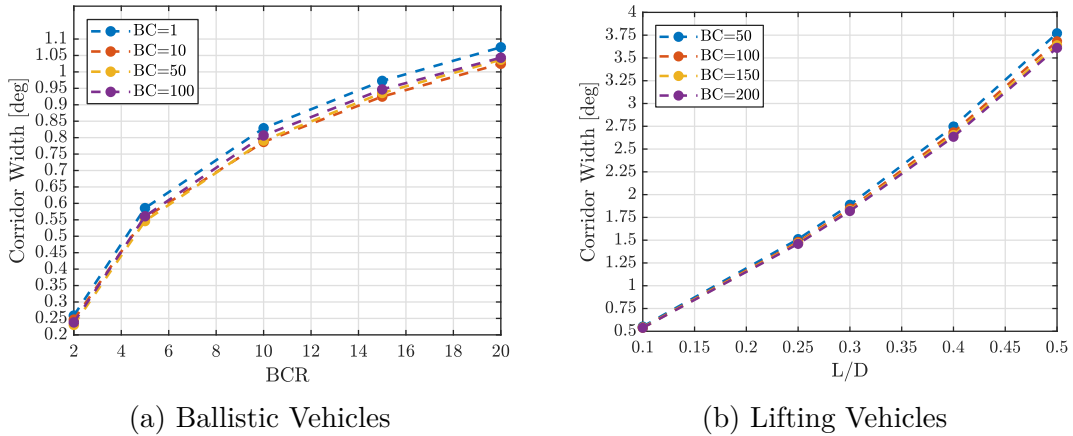 1.1
1.05
1
0.95
0.9
0.85
0.8
0.75
0.7
0.65
0.6
0.55
0.5
0.45
0.4
0.35
0.3
0.25
0.2
Corridor Width [deg]
BC=1
BC=10
BC=50
BC=100
2 4 6 8 10 12 14 16 18 20
BCR
(a) Ballistic Vehicles
4
3.75
3.5
3.25
3
2.75
2.5
2.25
2
1.75
1.5
1.25
1
0.75
0.5
Corridor Width [deg]
BC=50
BC=100
BC=150
BC=200
0.1 0.15 0.2 0.25 0.3 0.35 0.4 0.45 0.5
L/D
(b) Lifting Vehicles